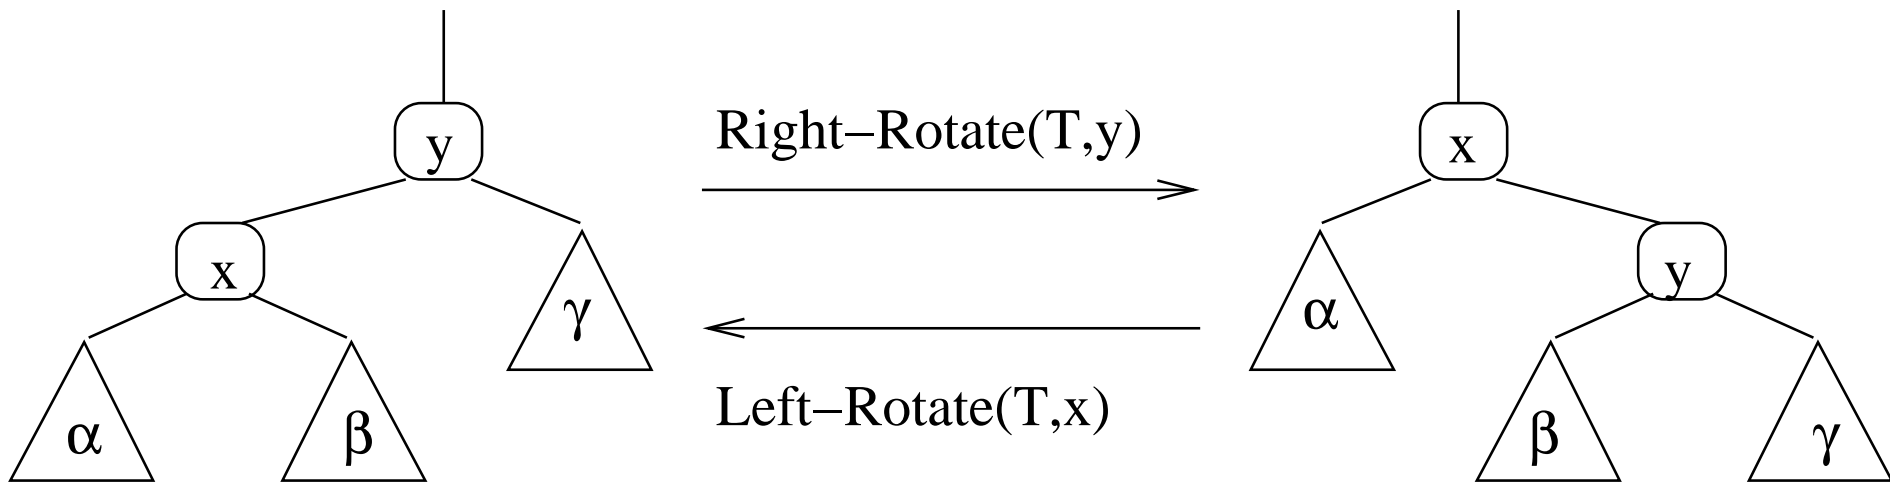 y
x
α
β
γ
Right–Rotate(T,y)
Left–Rotate(T,x)
x
α
y
β
γ